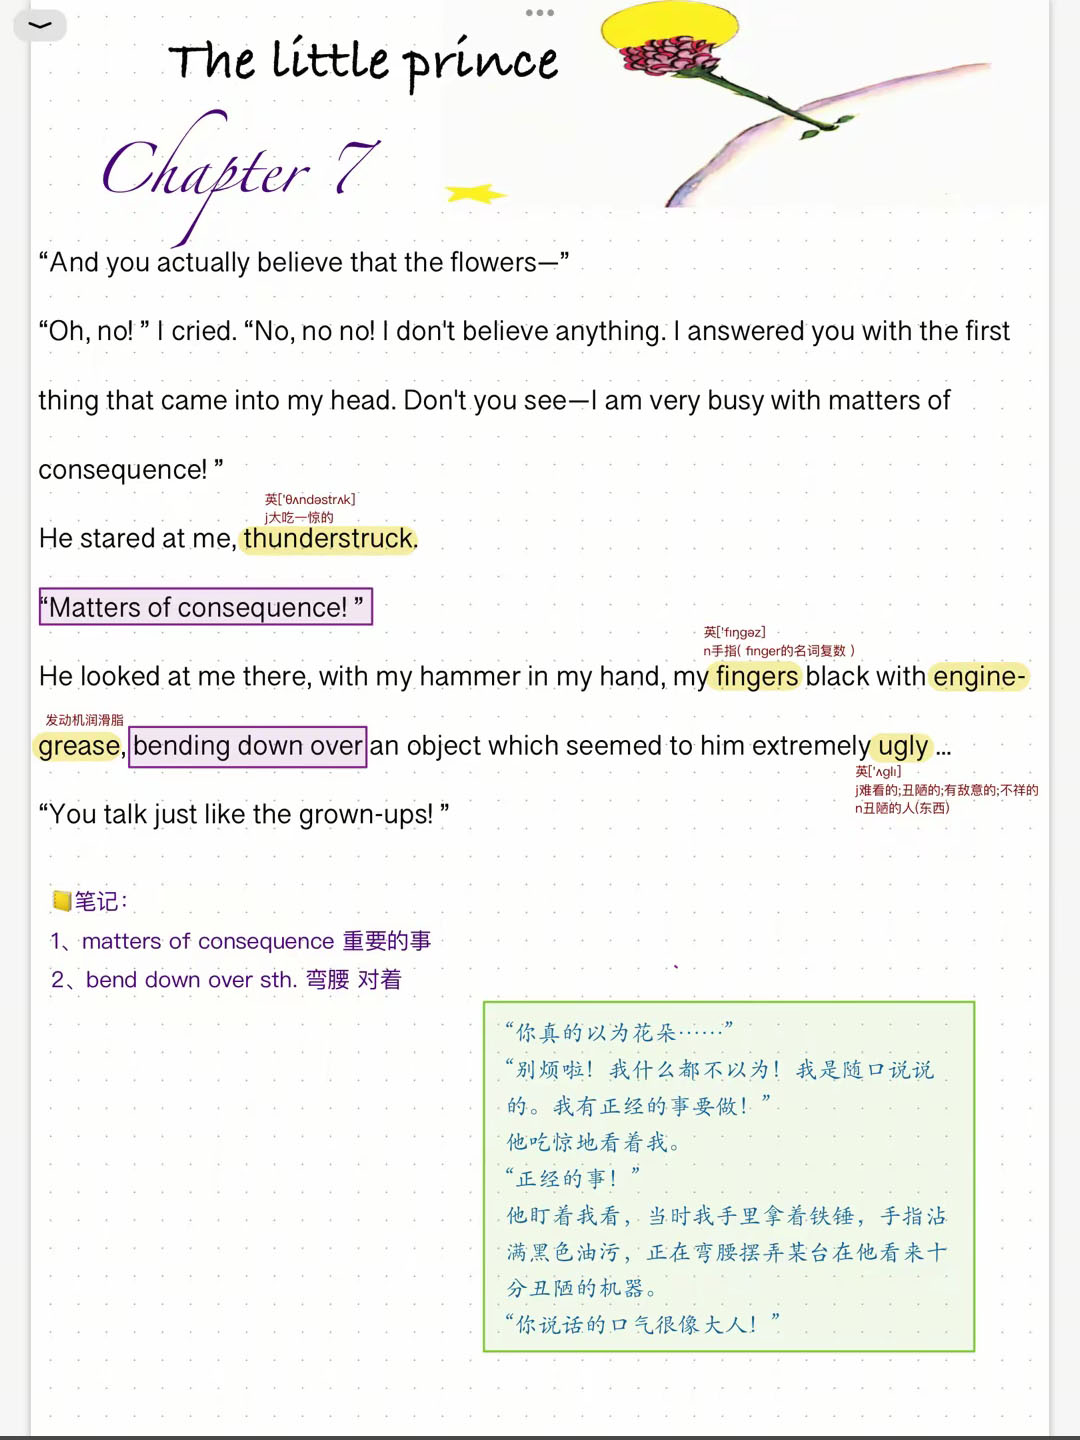 The little prince
Chapter 7
“And you actually believe that the flowers—”
“Oh, no! ” I cried. “No, no no! I don't believe anything. I answered you with the first
thing that came into my head. Don't you see—I am very busy with matters of
consequence! ”
英['θʌndəstrʌk]
j大吃一惊的
He stared at me, thunderstruck.
“Matters of consequence! ”
英['fɪŋgəz]
n手指( finger的名词复数 )
He looked at me there, with my hammer in my hand, my fingers black with engine-
发动机润滑脂
grease, bending down over an object which seemed to him extremely ugly ...
英['ʌglɪ]
j难看的;丑陋的;有敌意的;不祥的
n丑陋的人(东西)
“You talk just like the grown-ups! ”
📒笔记：
1、matters of consequence 重要的事
2、bend down over sth. 弯腰 对着
“你真的以为花朵……”
“别烦啦！我什么都不以为！我是随口说说
的。我有正经的事要做！”
他吃惊地看着我。
“正经的事！”
他盯着我看，当时我手里拿着铁锤，手指沾
满黑色油污，正在弯腰摆弄某台在他看来十
分丑陋的机器。
“你说话的口气很像大人！”